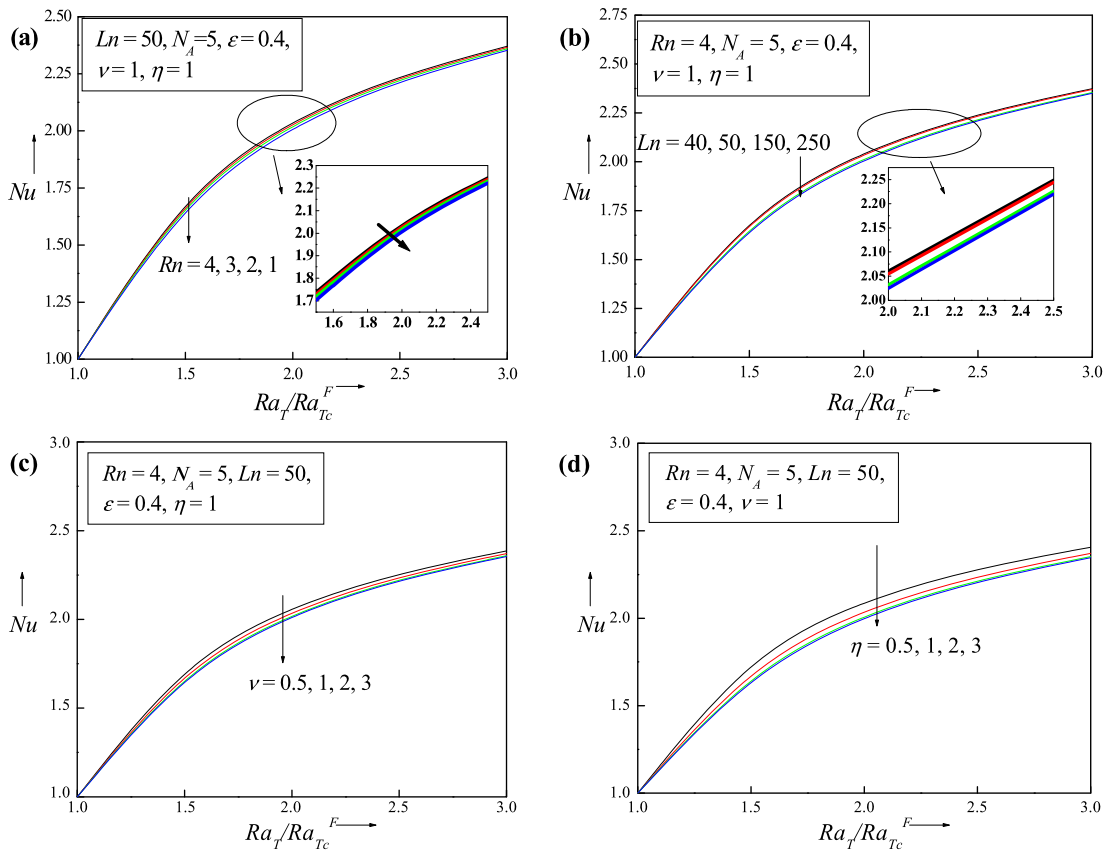 (a)
Ln = 50, N_A=5, ε = 0.4,
ν = 1, η = 1
2.50
2.25
2.00
1.75
1.50
1.25
1.00
Nu
Rn = 4, 3, 2, 1
2.3
2.2
2.1
2.0
1.9
1.8
1.7
1.6 1.8 2.0 2.2 2.4
1.0 1.5 2.0 2.5 3.0
Ra_T/Ra_Tc^F
(b)
Rn = 4, N_A = 5, ε = 0.4,
ν = 1, η = 1
2.75
2.50
2.25
2.00
1.75
1.50
1.25
1.00
Nu
Ln = 40, 50, 150, 250
2.25
2.20
2.15
2.10
2.05
2.00
2.0 2.1 2.2 2.3 2.4 2.5
1.0 1.5 2.0 2.5 3.0
Ra_T/Ra_Tc^F
(c)
Rn = 4, N_A = 5, Ln = 50,
ε = 0.4, η = 1
3.0
2.5
2.0
1.5
1.0
Nu
ν = 0.5, 1, 2, 3
1.0 1.5 2.0 2.5 3.0
Ra_T/Ra_Tc^F
(d)
Rn = 4, N_A = 5, Ln = 50,
ε = 0.4, ν = 1
3.0
2.5
2.0
1.5
1.0
Nu
η = 0.5, 1, 2, 3
1.0 1.5 2.0 2.5 3.0
Ra_T/Ra_Tc^F